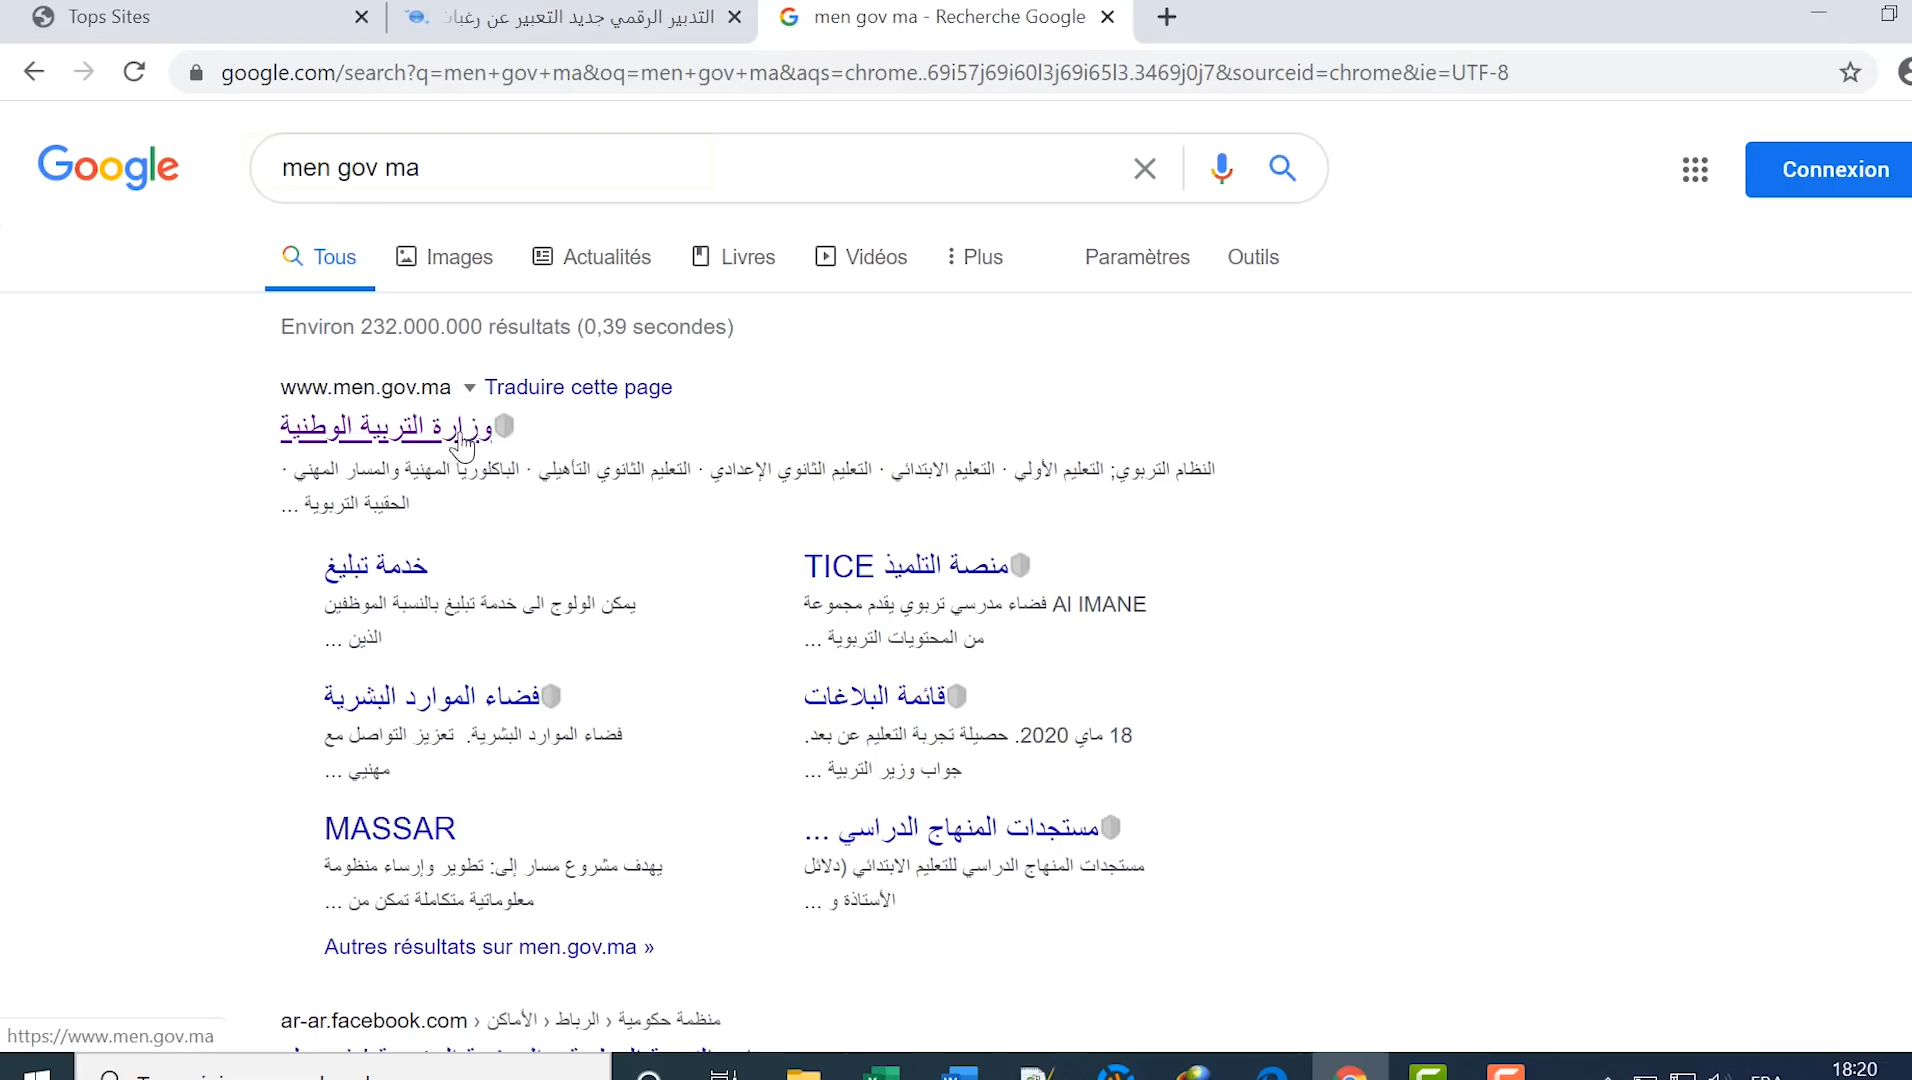 Tops Sites
التدبير الرقمي جديد التعبير عن رغبات
men gov ma - Recherche Google
google.com/search?q=men+gov+ma&oq=men+gov+ma&aqs=chrome..69i57j69i60l3j69i65l3.3469j0j7&sourceid=chrome&ie=UTF-8
Google
men gov ma
Connexion
Tous
Images
Actualités
Livres
Vidéos
Plus
Paramètres
Outils
Environ 232.000.000 résultats (0,39 secondes)
www.men.gov.ma Traduire cette page
وزارة التربية الوطنية
النظام التربوي; التعليم الأولي · التعليم الابتدائي · التعليم الثانوي الإعدادي · التعليم الثانوي التأهيلي · الباكلوريا المهنية والمسار المهني ·
الحقيبة التربوية ...
خدمة تبليغ
يمكن الولوج الى خدمة تبليغ بالنسبة الموظفين
الذين ...
منصة التلميذ TICE
Al IMANE فضاء مدرسي تربوي يقدم مجموعة
من المحتويات التربوية ...
فضاء الموارد البشرية
فضاء الموارد البشرية. تعزيز التواصل مع
مهنيي ...
قائمة البلاغات
18 ماي 2020. حصيلة تجربة التعليم عن بعد.
جواب وزير التربية ...
MASSAR
يهدف مشروع مسار إلى: تطوير وإرساء منظومة
معلوماتية متكاملة تمكن من ...
مستجدات المنهاج الدراسي ...
مستجدات المنهاج الدراسي للتعليم الابتدائي (دلائل
الأستاذة و ...
Autres résultats sur men.gov.ma »
ar-ar.facebook.com › الأماكن › الرباط › منظمة حكومية
https://www.men.gov.ma
18:20